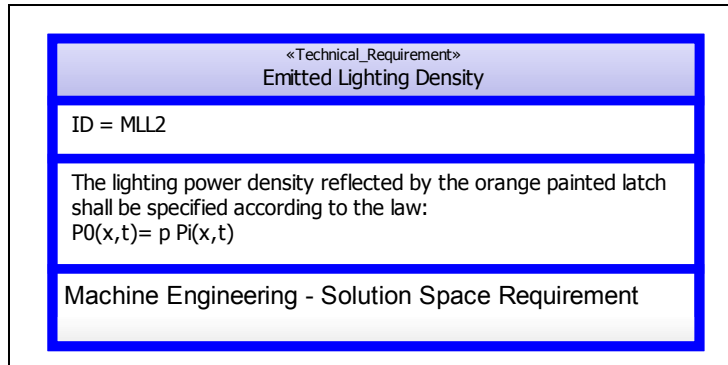 «Technical_Requirement»
Emitted Lighting Density
ID = MLL2
The lighting power density reflected by the orange painted latch
shall be specified according to the law:
P0(x,t)= p Pi(x,t)
Machine Engineering - Solution Space Requirement